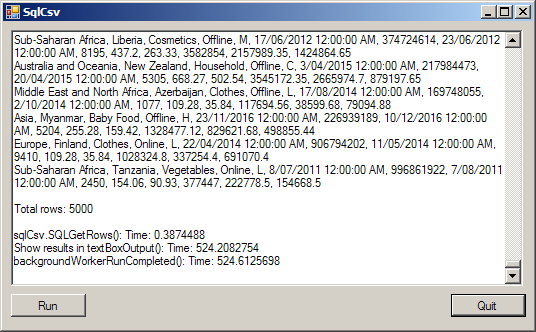 SqlCsv
Sub-Saharan Africa, Liberia, Cosmetics, Offline, M, 17/06/2012 12:00:00 AM, 374724614, 23/06/2012
12:00:00 AM, 8195, 437.2, 263.33, 3582854, 2157989.35, 1424864.65
Australia and Oceania, New Zealand, Household, Offline, C, 3/04/2015 12:00:00 AM, 217984473,
20/04/2015 12:00:00 AM, 5305, 668.27, 502.54, 3545172.35, 2665974.7, 879197.65
Middle East and North Africa, Azerbaijan, Clothes, Offline, L, 17/08/2014 12:00:00 AM, 169748055,
2/10/2014 12:00:00 AM, 1077, 109.28, 35.84, 117694.56, 38599.68, 79094.88
Asia, Myanmar, Baby Food, Offline, H, 23/11/2016 12:00:00 AM, 226939189, 10/12/2016 12:00:00
AM, 5204, 255.28, 159.42, 1328477.12, 829621.68, 498855.44
Europe, Finland, Clothes, Online, L, 22/04/2014 12:00:00 AM, 906794202, 11/05/2014 12:00:00 AM,
9410, 109.28, 35.84, 1028324.8, 337254.4, 691070.4
Sub-Saharan Africa, Tanzania, Vegetables, Online, L, 8/07/2011 12:00:00 AM, 996861922, 7/08/2011
12:00:00 AM, 2450, 154.06, 90.93, 377447, 222778.5, 154668.5
Total rows: 5000
sqlCsv.SQLGetRows(): Time: 0.3874488
Show results in textBoxOutput(): Time: 524.2082754
backgroundWorkerRunCompleted(): Time: 524.6125698
Run
Quit